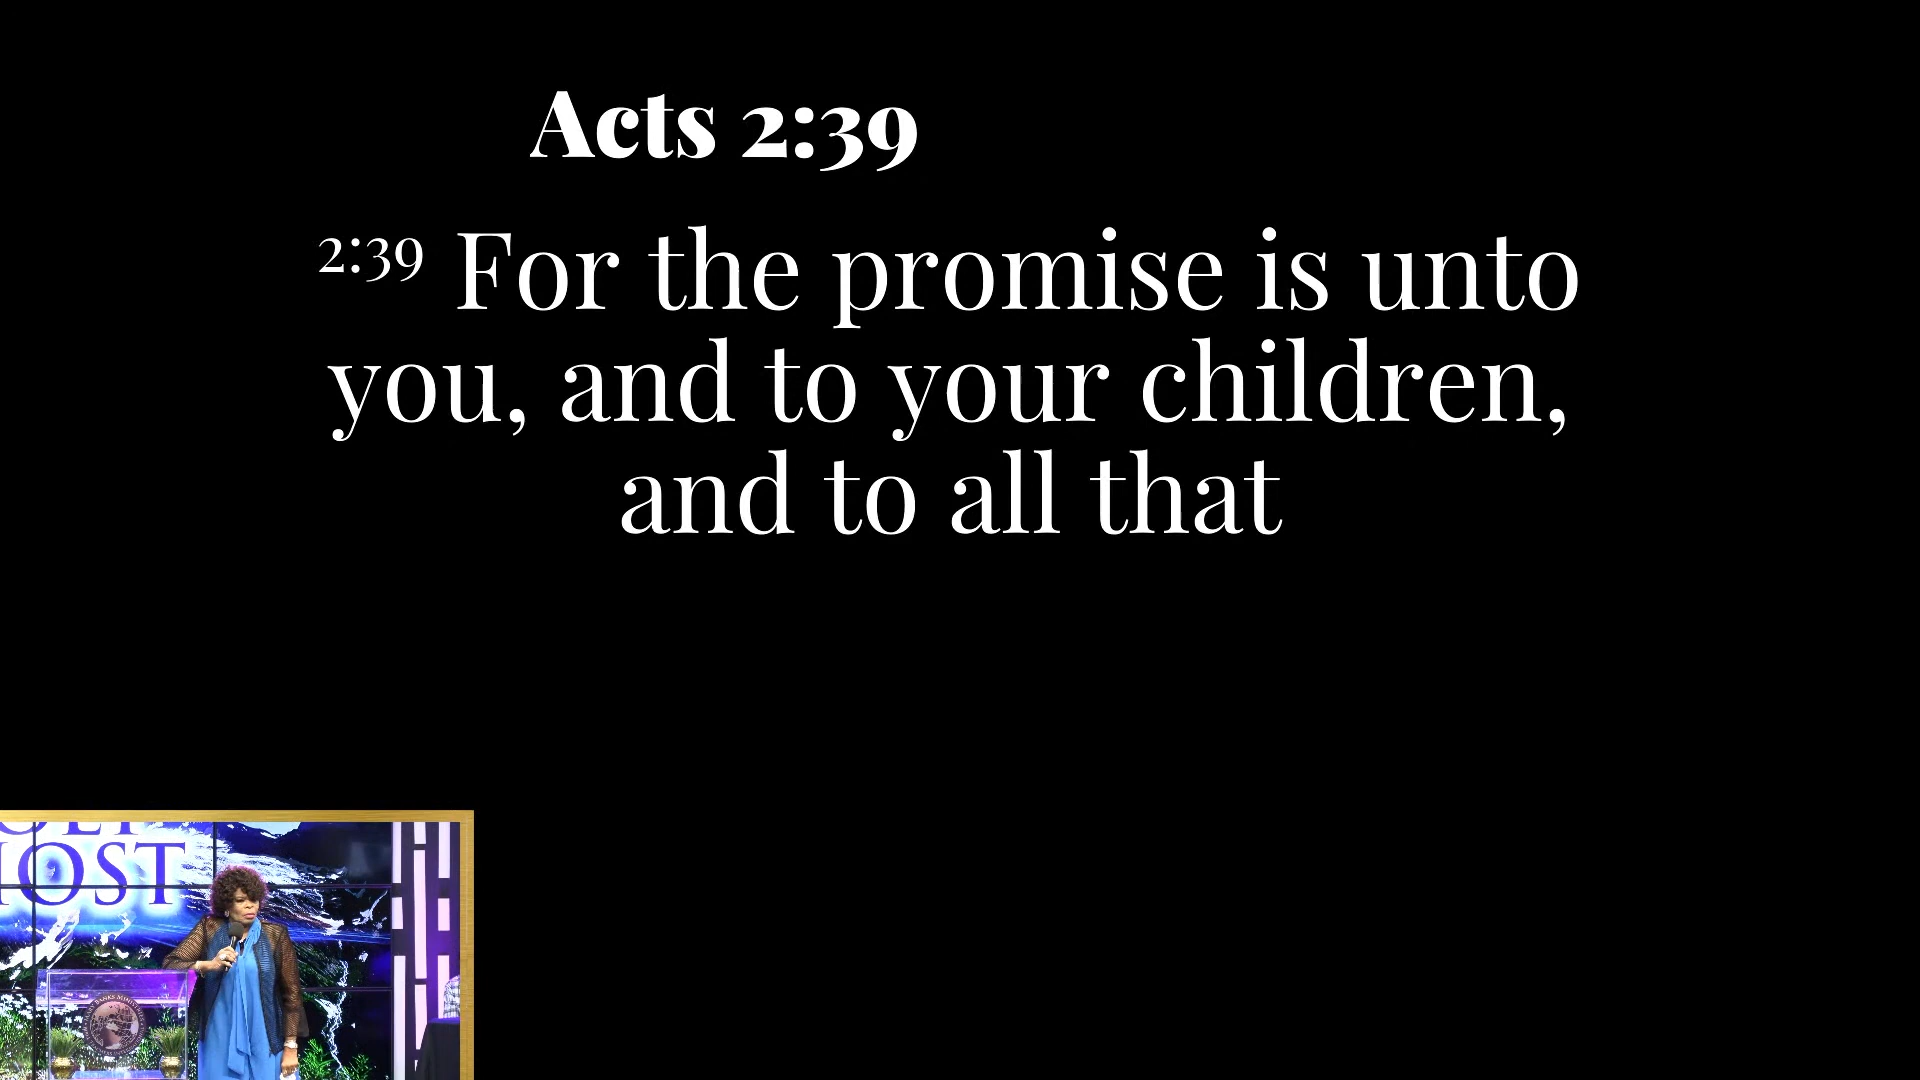 Acts 2:39
2:39 For the promise is unto
you, and to your children,
and to all that
OST